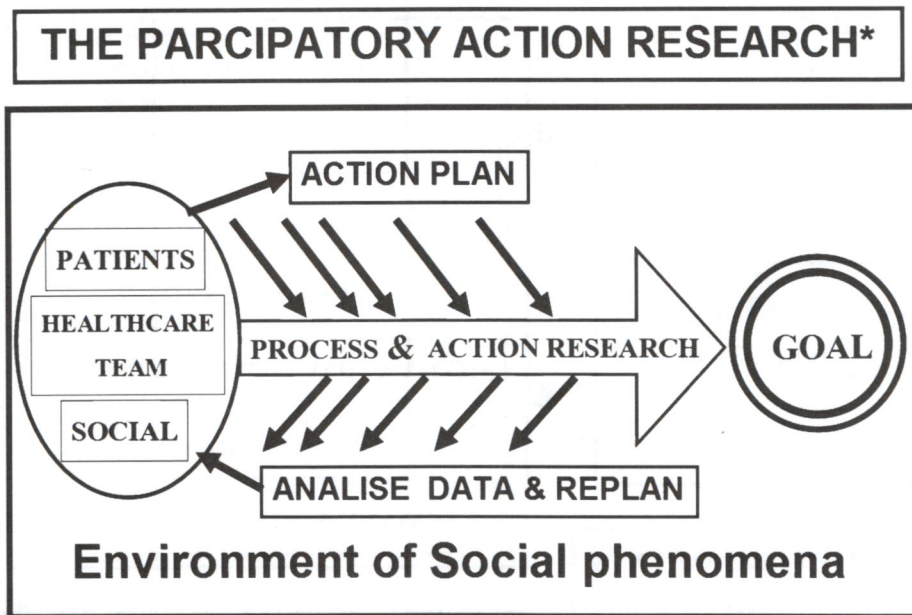 THE PARCIPATORY ACTION RESEARCH*
ACTION PLAN
PATIENTS
HEALTHCARE
TEAM
SOCIAL
PROCESS & ACTION RESEARCH
GOAL
ANALISE DATA & REPLAN
Environment of Social phenomena